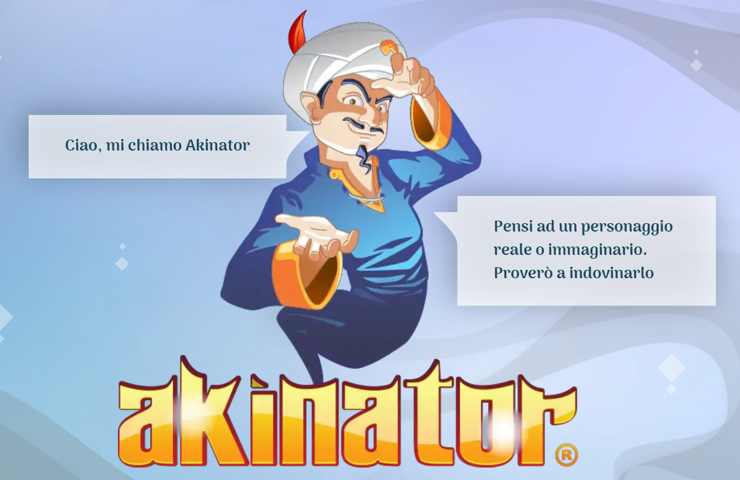 Ciao, mi chiamo Akinator
Pensi ad un personaggio
reale o immaginario.
Proverò a indovinarlo
akinator®